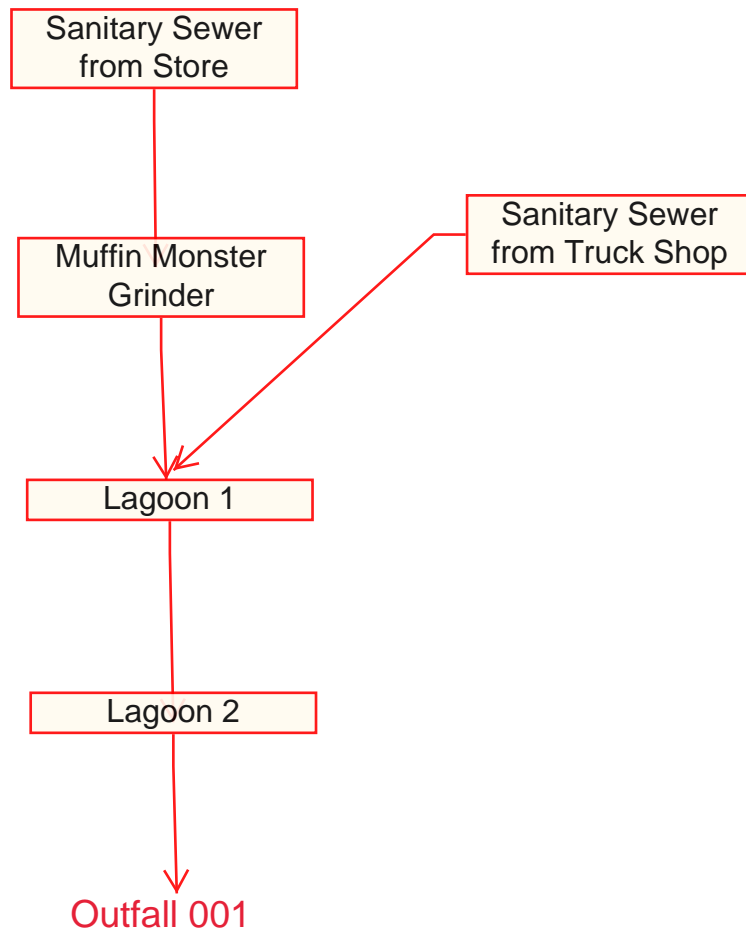 Sanitary Sewer
from Store
Sanitary Sewer
from Truck Shop
Muffin Monster
Grinder
Lagoon 1
Lagoon 2
Outfall 001